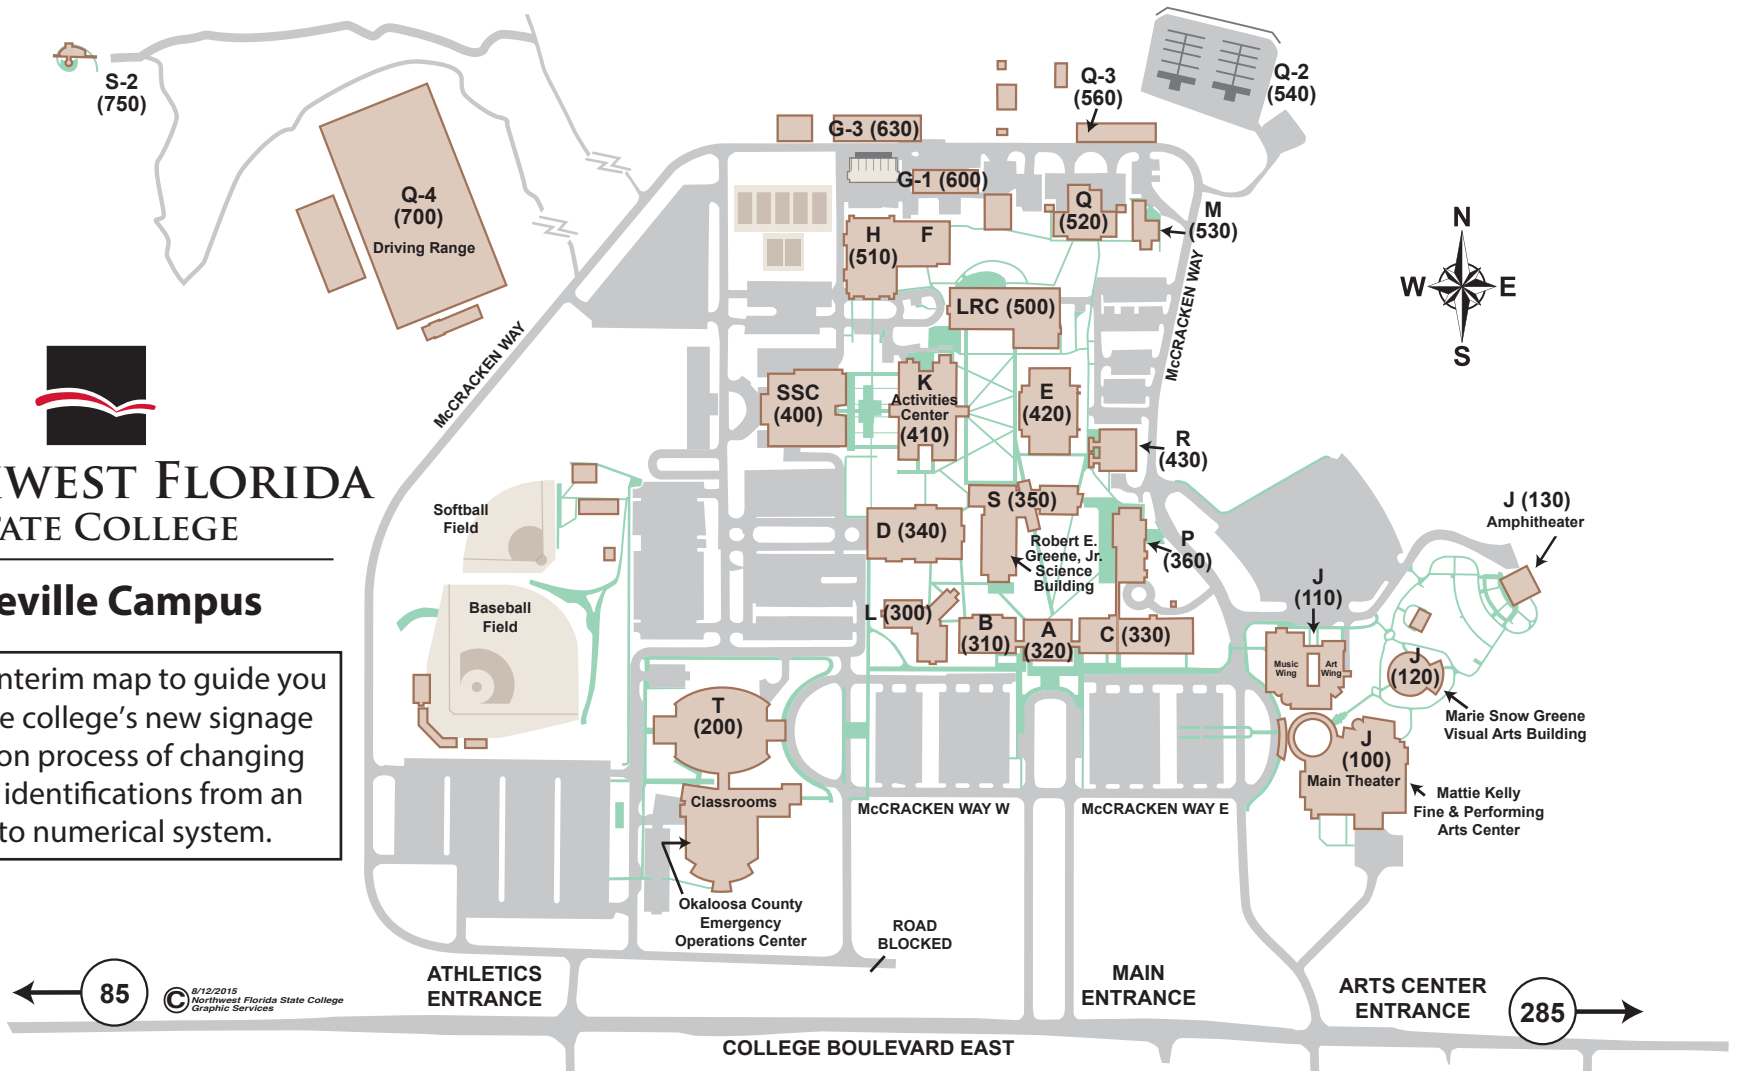 S-2
(750)
Q-4
(700)
Driving Range
G-3 (630)
Q-3
(560)
Q-2
(540)
G-1 (600)
Q
(520)
M
(530)
H
(510)
F
LRC (500)
McCRACKEN WAY
McCRACKEN WAY
N
W
E
S
SSC
(400)
K
Activities
Center
(410)
E
(420)
R
(430)
WEST FLORIDA
ATE COLLEGE
eville Campus
nterim map to guide you
e college's new signage
on process of changing
identifications from an
to numerical system.
Softball
Field
Baseball
Field
D (340)
S (350)
Robert E.
Greene, Jr.
Science
Building
P
(360)
J (130)
Amphitheater
L (300)
B
(310)
A
(320)
C (330)
J
(110)
Music
Wing
Art
Wing
J
(120)
Marie Snow Greene
Visual Arts Building
T
(200)
Classrooms
J
(100)
Main Theater
Mattie Kelly
Fine & Performing
Arts Center
McCRACKEN WAY W
McCRACKEN WAY E
Okaloosa County
Emergency
Operations Center
ROAD
BLOCKED
85
C
8/12/2015
Northwest Florida State College
Graphic Services
ATHLETICS
ENTRANCE
MAIN
ENTRANCE
ARTS CENTER
ENTRANCE
285
COLLEGE BOULEVARD EAST